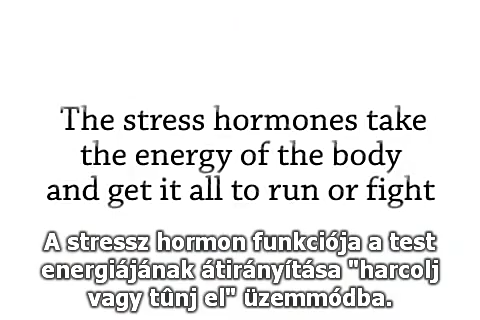 The stress hormones take
the energy of the body
and get it all to run or fight
A stressz hormon funkciója a test
energiájának átirányítása "harcolj
vagy tûnj el" üzemmódba.